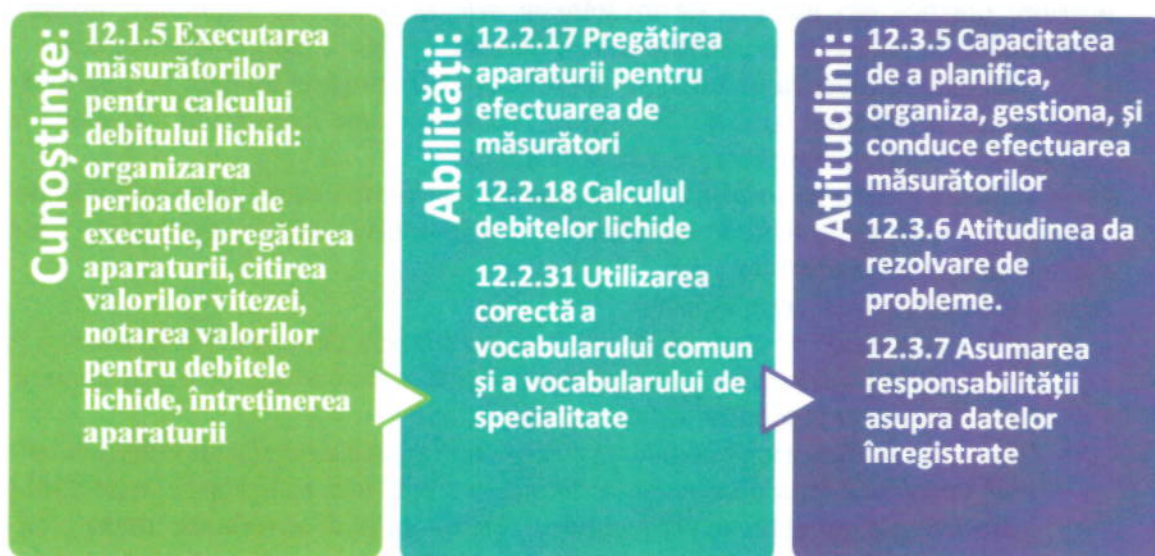 Cunoștințe:
12.1.5 Executarea
măsurătorilor
pentru calcului
debitului lichid:
organizarea
perioadelor de
execuție, pregătirea
aparaturii, citirea
valorilor vitezei,
notarea valorilor
pentru debitele
lichide, întreținerea
aparaturii
Abilități:
12.2.17 Pregătirea
aparaturii pentru
efectuarea de
măsurători
12.2.18 Calculul
debitelor lichide
12.2.31 Utilizarea
corectă a
vocabularului comun
și a vocabularului de
specialitate
Atitudini:
12.3.5 Capacitatea
de a planifica,
organiza, gestiona, și
conduce efectuarea
măsurătorilor
12.3.6 Atitudinea da
rezolvare de
probleme.
12.3.7 Asumarea
responsabilității
asupra datelor
înregistrate